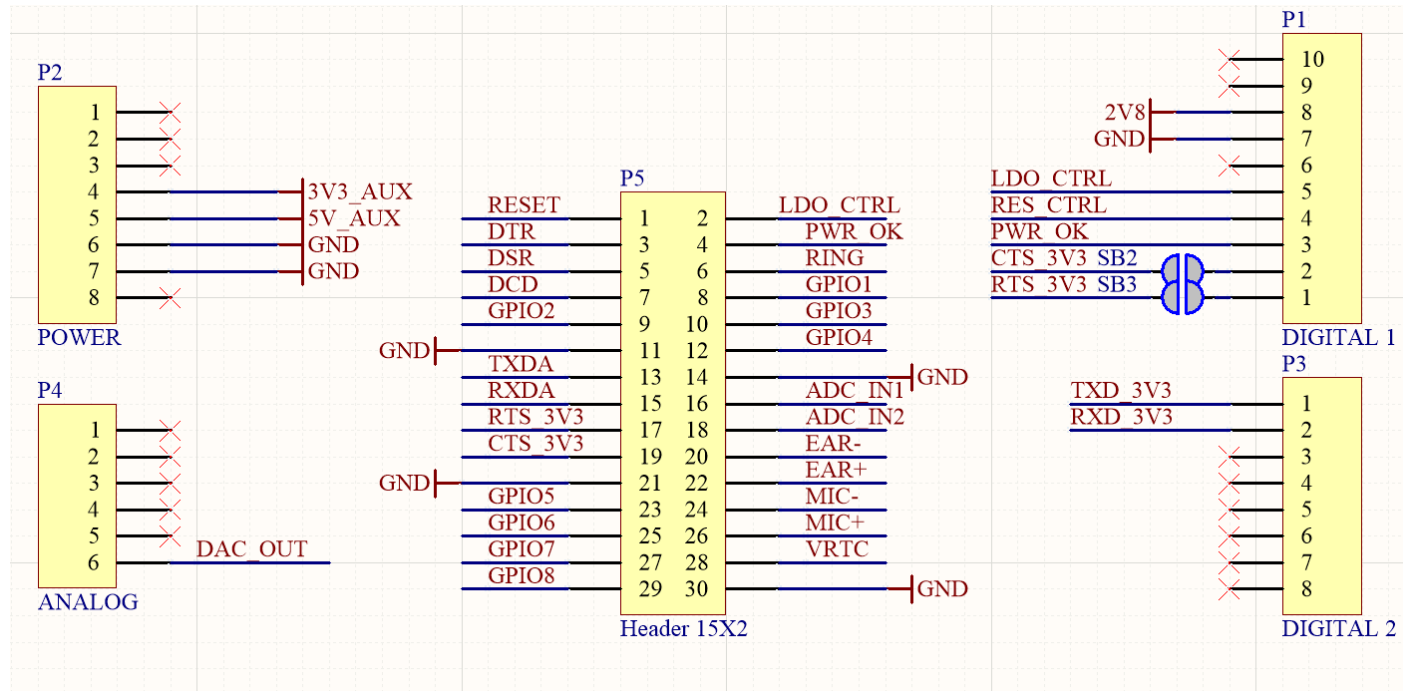 P2
1
2
3
4 3V3_AUX
5 5V_AUX
6 GND
7 GND
8
POWER
P4
1
2
3
4
5
6 DAC_OUT
ANALOG
P5
RESET 1 2 LDO_CTRL
DTR 3 4 PWR_OK
DSR 5 6 RING
DCD 7 8 GPIO1
GPIO2 9 10 GPIO3
GND 11 12 GPIO4
TXDA 13 14 GND
RXDA 15 16 ADC_IN1
RTS_3V3 17 18 ADC_IN2
CTS_3V3 19 20 EAR-
GND 21 22 EAR+
GPIO5 23 24 MIC-
GPIO6 25 26 MIC+
GPIO7 27 28 VRTC
GPIO8 29 30 GND
Header 15X2
P1
10
9
2V8 8
GND 7
6
LDO_CTRL 5
RES_CTRL 4
PWR_OK 3
CTS_3V3 SB2 2
RTS_3V3 SB3 1
DIGITAL 1
P3
TXD_3V3 1
RXD_3V3 2
3
4
5
6
7
8
DIGITAL 2